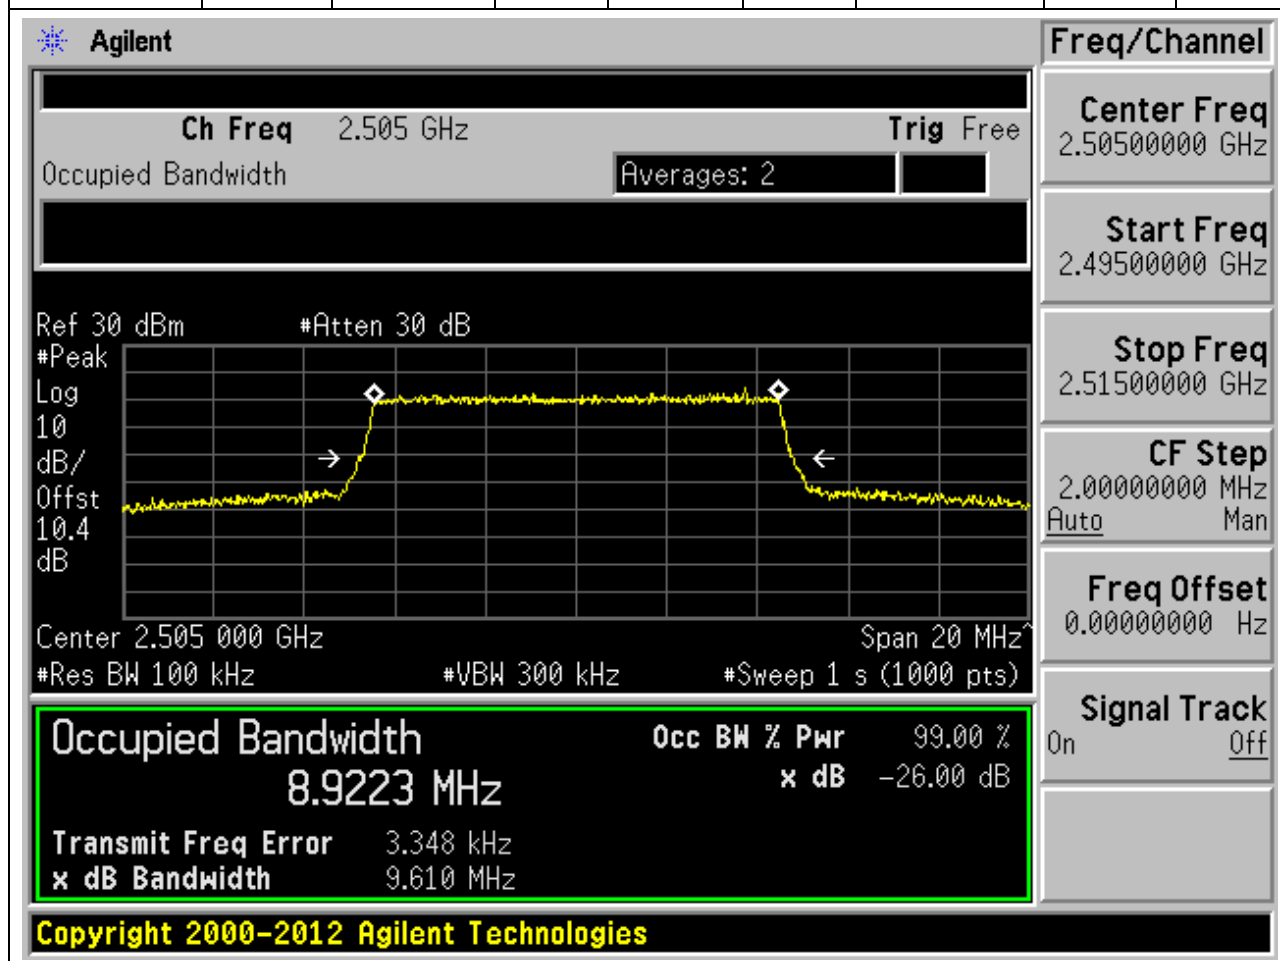 Agilent
Freq/Channel
Ch Freq 2.505 GHz Trig Free
Occupied Bandwidth Averages: 2
Center Freq
2.50500000 GHz
Start Freq
2.49500000 GHz
Stop Freq
2.51500000 GHz
CF Step
2.00000000 MHz
Auto Man
Freq Offset
0.00000000 Hz
Signal Track
On Off
Ref 30 dBm #Atten 30 dB
#Peak
Log
10
dB/
Offst
10.4
dB
Center 2.505 000 GHz Span 20 MHz^
#Res BW 100 kHz #VBW 300 kHz #Sweep 1 s (1000 pts)
Occupied Bandwidth Occ BW % Pwr 99.00 %
8.9223 MHz x dB -26.00 dB
Transmit Freq Error 3.348 kHz
x dB Bandwidth 9.610 MHz
Copyright 2000-2012 Agilent Technologies